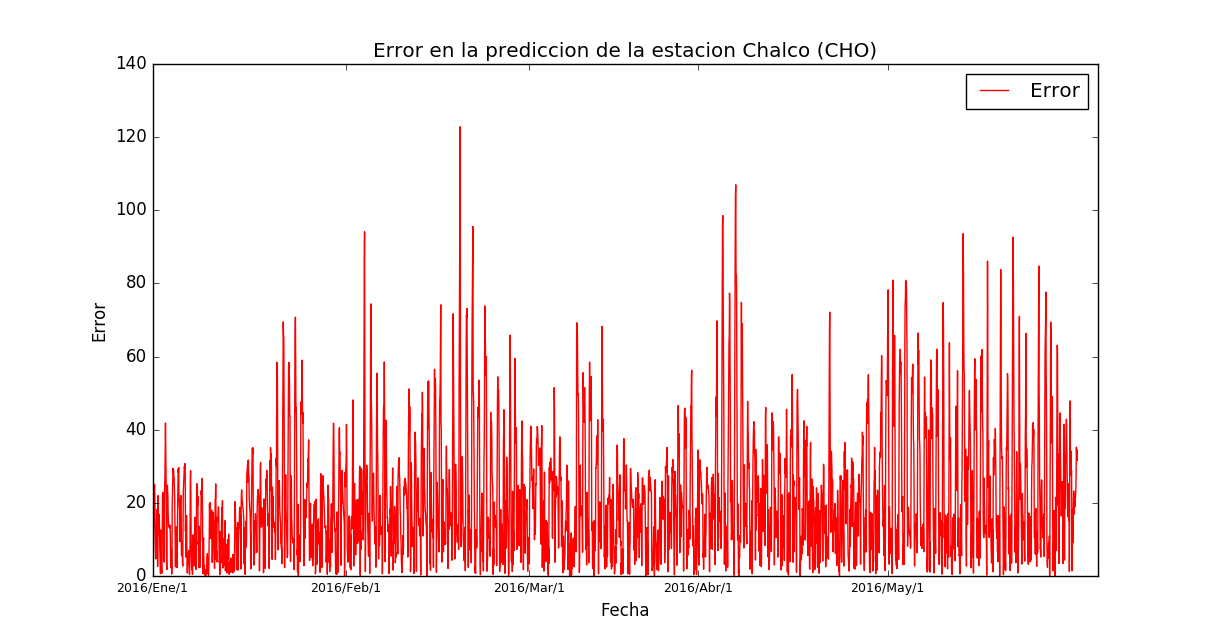 Error en la prediccion de la estacion Chalco (CHO)
140
120
100
80
60
40
20
0
Error
Error
2016/Ene/1 2016/Feb/1 2016/Mar/1 2016/Abr/1 2016/May/1
Fecha